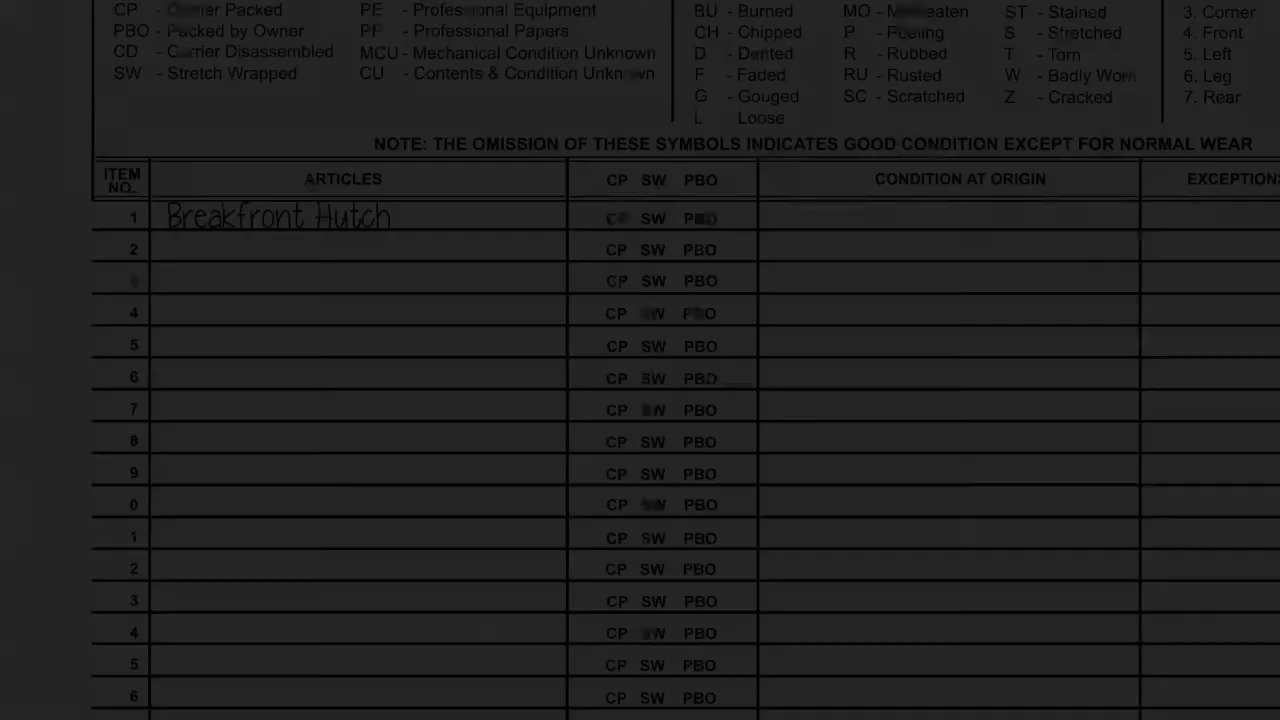 CP - Carrier Packed PE - Professional Equipment BU - Burned MO - Motheaten ST - Stained 3. Corner
PBO - Packed by Owner PP - Professional Papers CH - Chipped P - Peeling S - Stretched 4. Front
CD - Carrier Disassembled MCU - Mechanical Condition Unknown D - Dented R - Rubbed T - Torn 5. Left
SW - Stretch Wrapped CU - Contents & Condition Unknown F - Faded RU - Rusted W - Badly Worn 6. Leg
G - Gouged SC - Scratched Z - Cracked 7. Rear
L Loose
NOTE: THE OMISSION OF THESE SYMBOLS INDICATES GOOD CONDITION EXCEPT FOR NORMAL WEAR
ITEM NO. ARTICLES CP SW PBO CONDITION AT ORIGIN EXCEPTIONS
1 Breakfront Hutch CP SW PBO
2 CP SW PBO
CP SW PBO
4 CP SW PBO
5 CP SW PBO
6 CP SW PBO
7 CP SW PBO
8 CP SW PBO
9 CP SW PBO
0 CP SW PBO
1 CP SW PBO
2 CP SW PBO
3 CP SW PBO
4 CP SW PBO
5 CP SW PBO
6 CP SW PBO